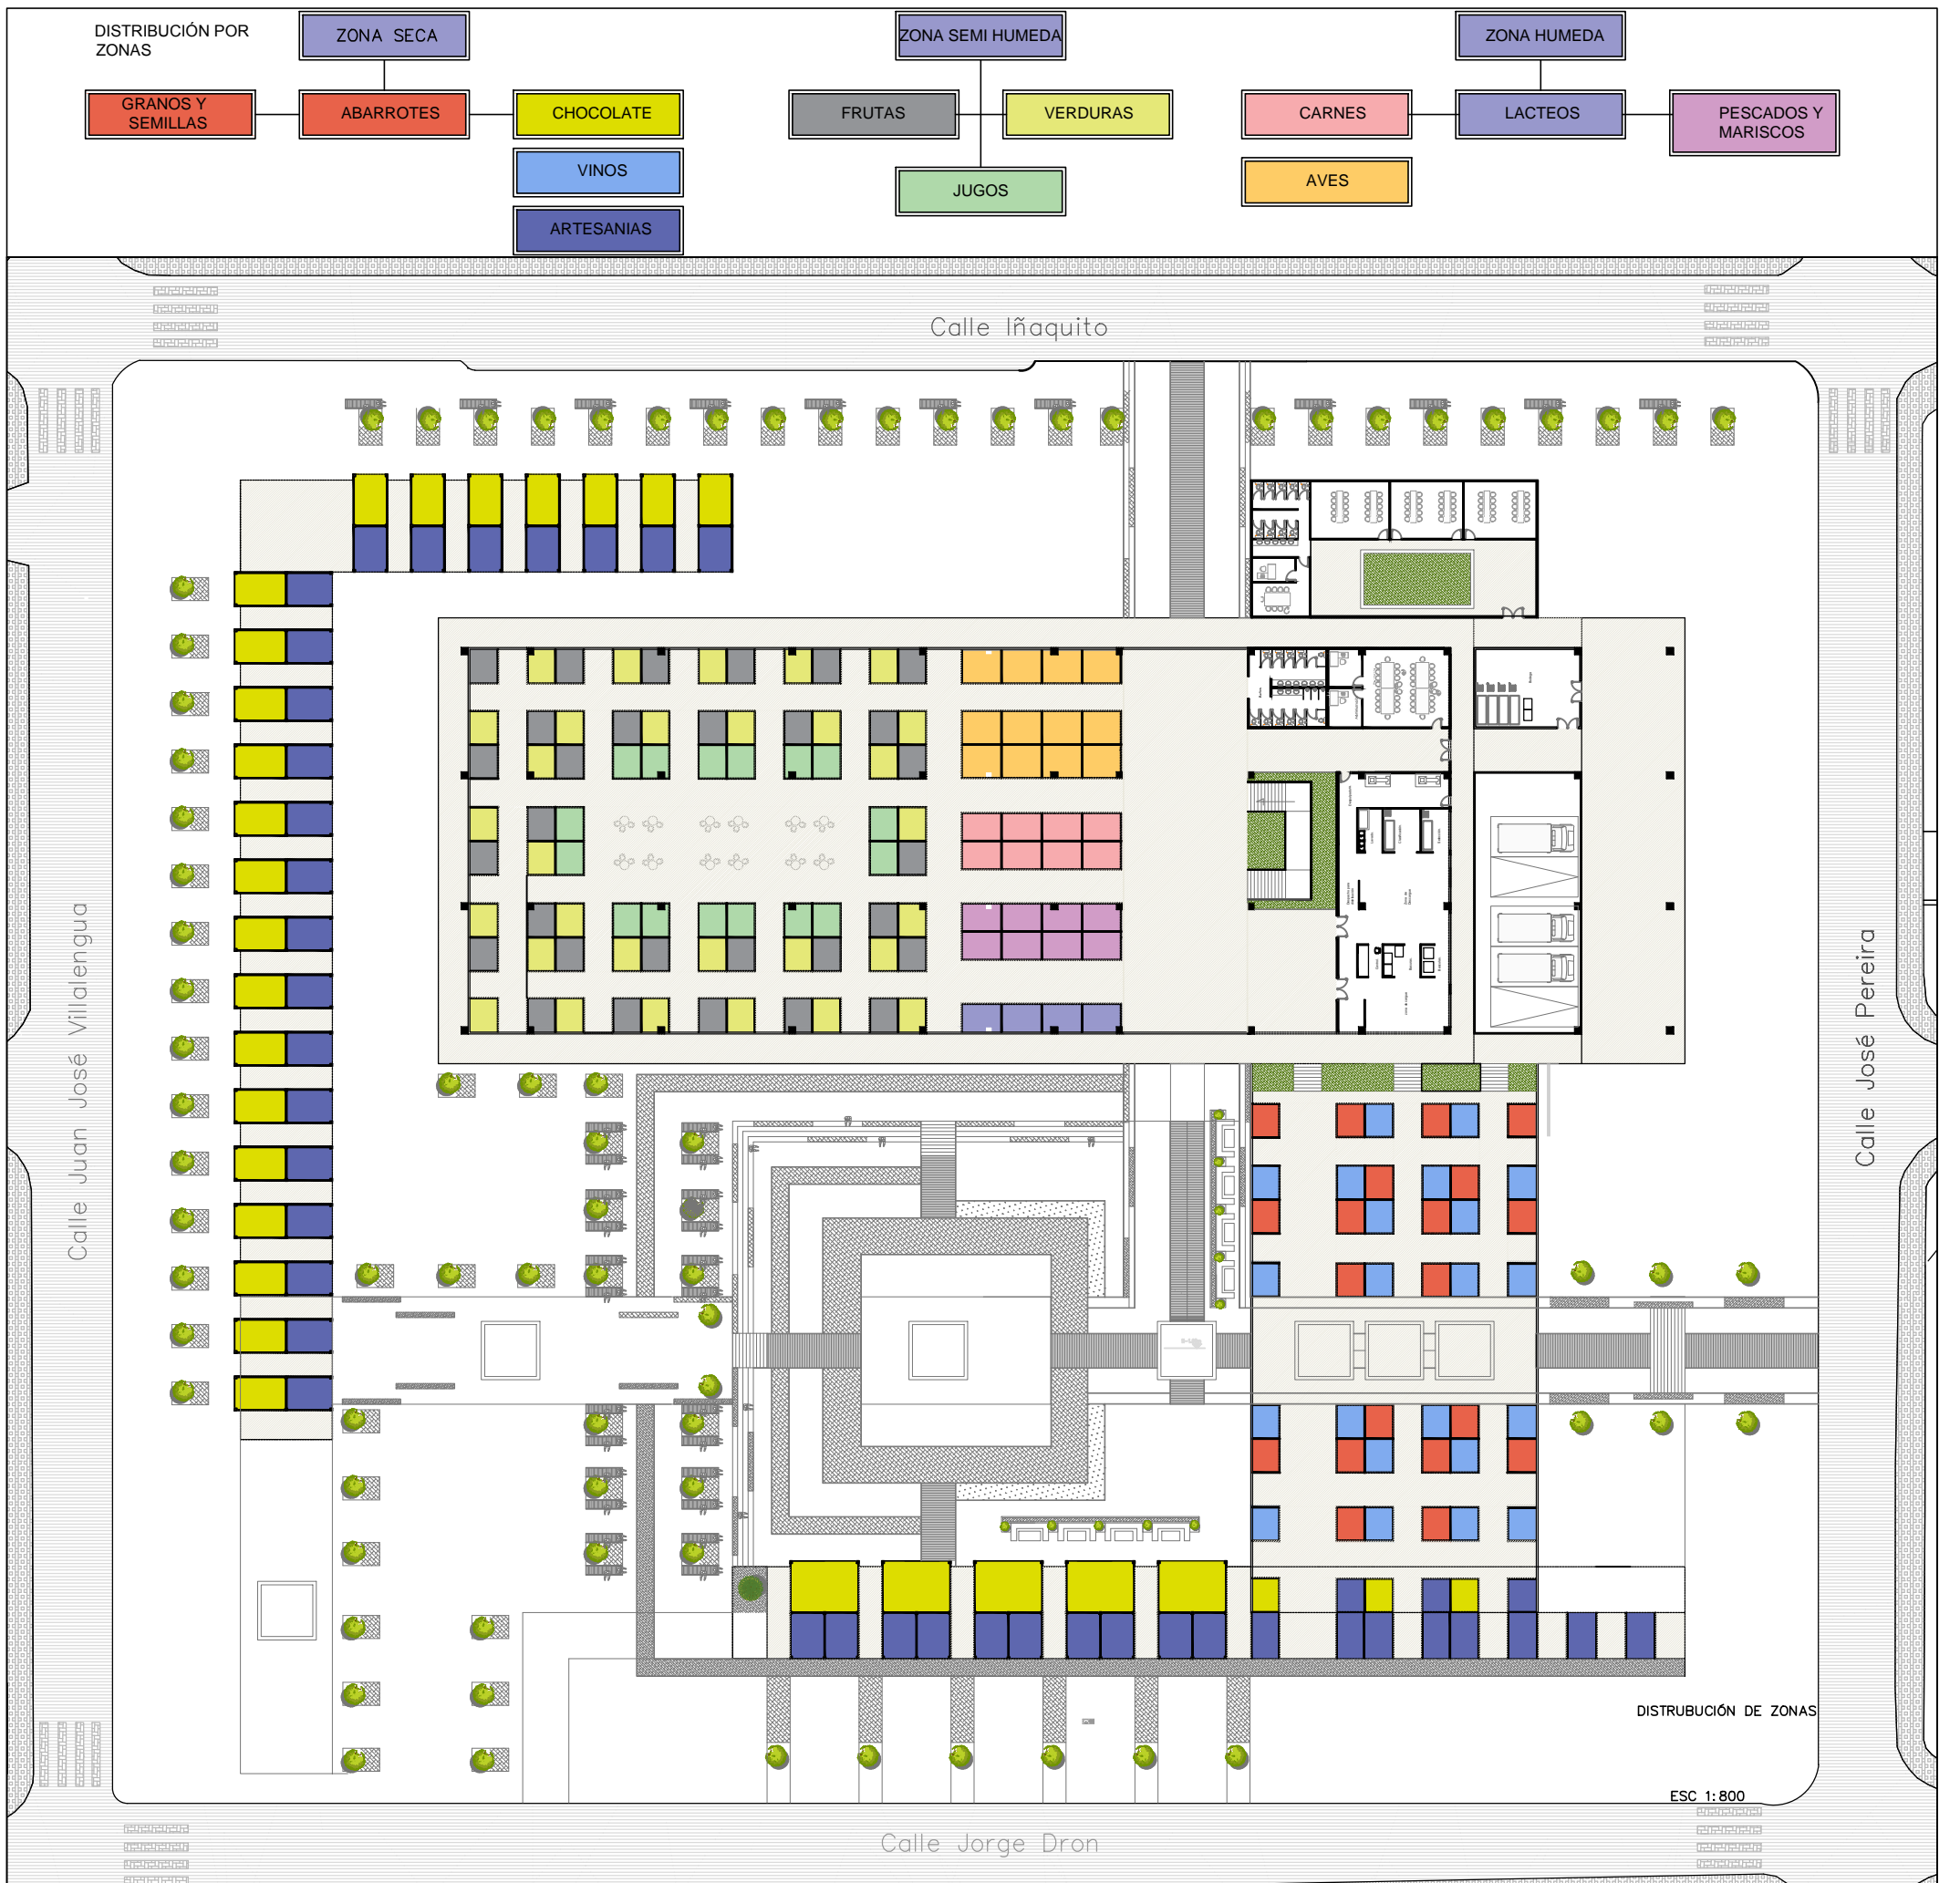 DISTRIBUCIÓN POR
ZONAS
ZONA SECA
ZONA SEMI HUMEDA
ZONA HUMEDA
GRANOS Y
SEMILLAS
ABARROTES
CHOCOLATE
FRUTAS
VERDURAS
CARNES
LACTEOS
PESCADOS Y
MARISCOS
VINOS
JUGOS
AVES
ARTESANIAS
Calle Iñaquito
Calle Juan José Villalengua
Calle José Pereira
DISTRUBUCIÓN DE ZONAS
ESC 1:800
Calle Jorge Dron